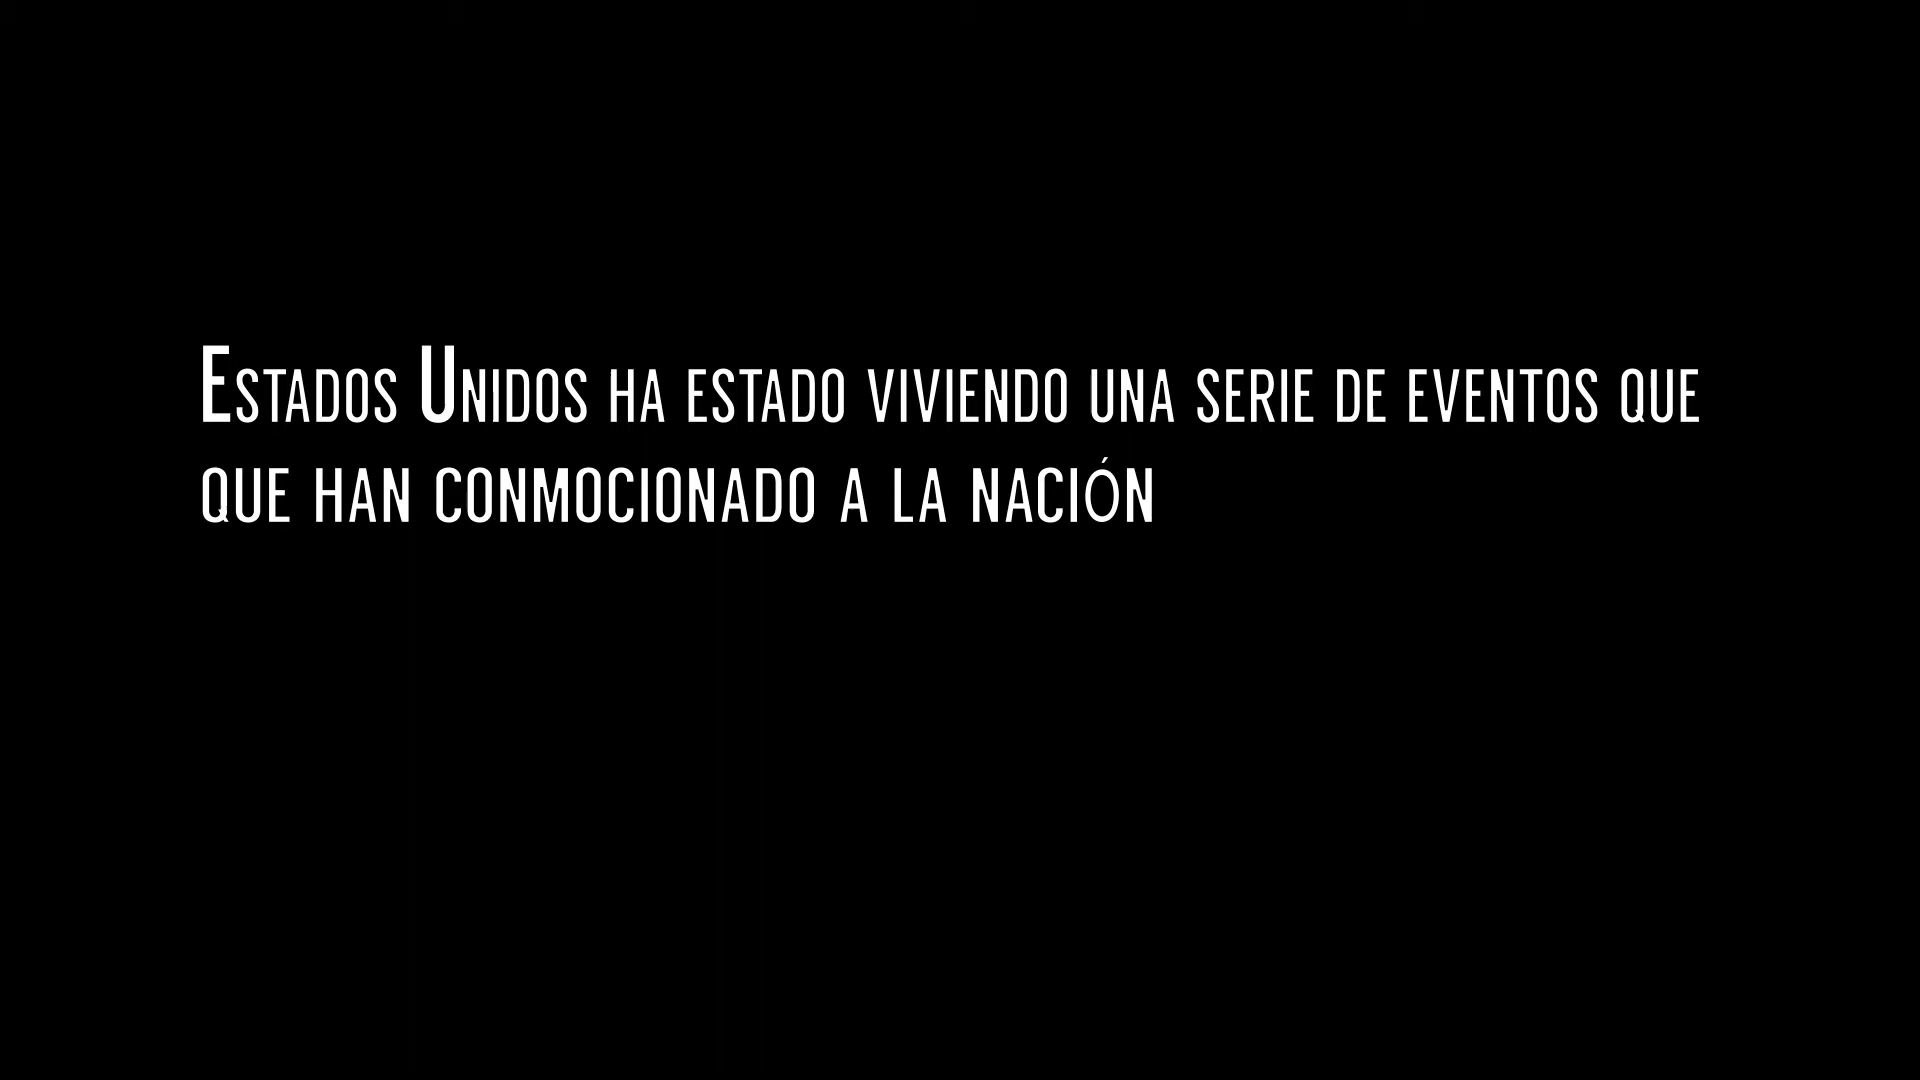 Estados Unidos ha estado viviendo una serie de eventos que
que han conmocionado a la nación